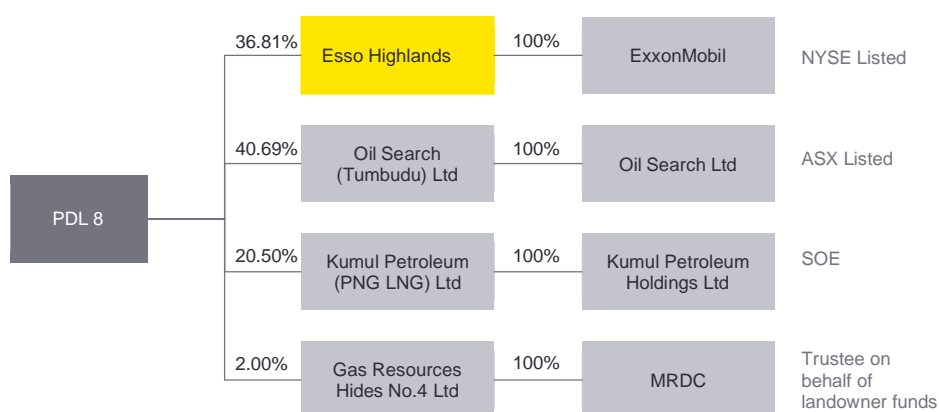 36.81%
Esso Highlands
100%
ExxonMobil
NYSE Listed
40.69%
Oil Search
(Tumbudu) Ltd
100%
Oil Search Ltd
ASX Listed
PDL 8
20.50%
Kumul Petroleum
(PNG LNG) Ltd
100%
Kumul Petroleum
Holdings Ltd
SOE
2.00%
Gas Resources
Hides No.4 Ltd
100%
MRDC
Trustee on
behalf of
landowner funds